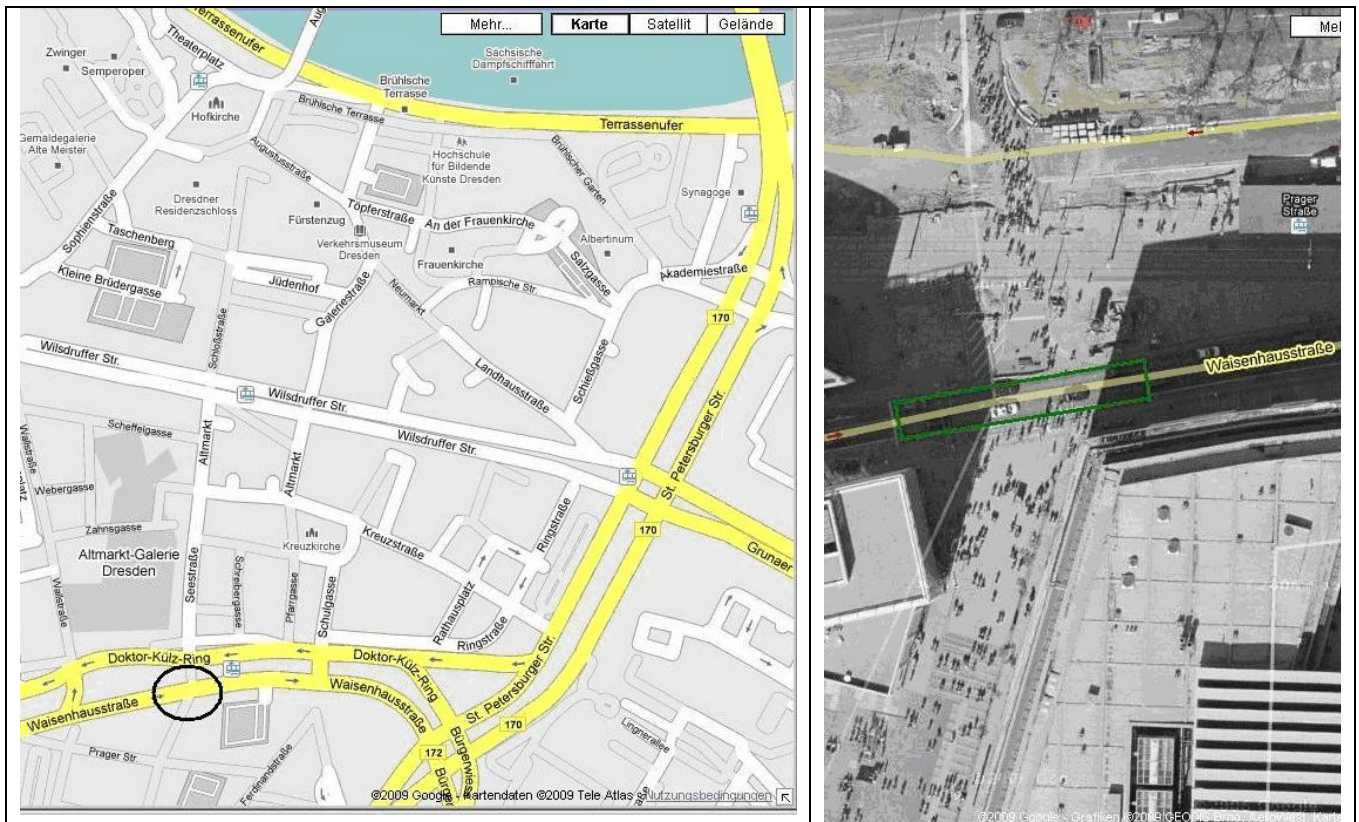 Mehr...
Karte
Satellit
Gelände
Zwinger
Semperoper
Theaterplatz
Hofkirche
Gemäldegalerie
Alte Meister
Sächsische
Dampfschifffahrt
Brühlsche
Terrasse
Brühlsche Terrasse
Terrassenufer
Augustusstraße
Hochschule
für Bildende
Künste Dresden
Brühlscher Garten
Synagoge
Dresdner
Residenzschloss
Sophienstraße
Fürstenzug
Töpferstraße
An der Frauenkirche
Verkehrsmuseum
Dresden
Frauenkirche
Albertinum
Salzgasse
Taschenberg
Kleine Brüdergasse
Jüdenhof
Galeriestraße
Neumarkt
Rampische Str.
Akademiestraße
170
Schloßstraße
Wilsdruffer Str.
Landhausstraße
Schießgasse
Wilsdruffer Str.
Wilsdruffer Str.
St. Petersburger Str.
Scheffelgasse
Wallstraße
Webergasse
Zahnsgasse
Altmarkt
Altmarkt
Altmarkt-Galerie
Dresden
Seestraße
Kreuzkirche
Kreuzstraße
Ringstraße
170
Grunaer
Wallstraße
Schreibergasse
Pfarrgasse
Schulgasse
Rathausplatz
Ringstraße
Doktor-Külz-Ring
Doktor-Külz-Ring
Doktor-Külz-Ring
Waisenhausstraße
Waisenhausstraße
St. Petersburger Str.
Bürgerwiese
170
172
Lingnerallee
Prager Str.
Ferdinandstraße
©2009 Google - Kartendaten ©2009 Tele Atlas - Nutzungsbedingungen
Prager
Straße
Waisenhausstraße